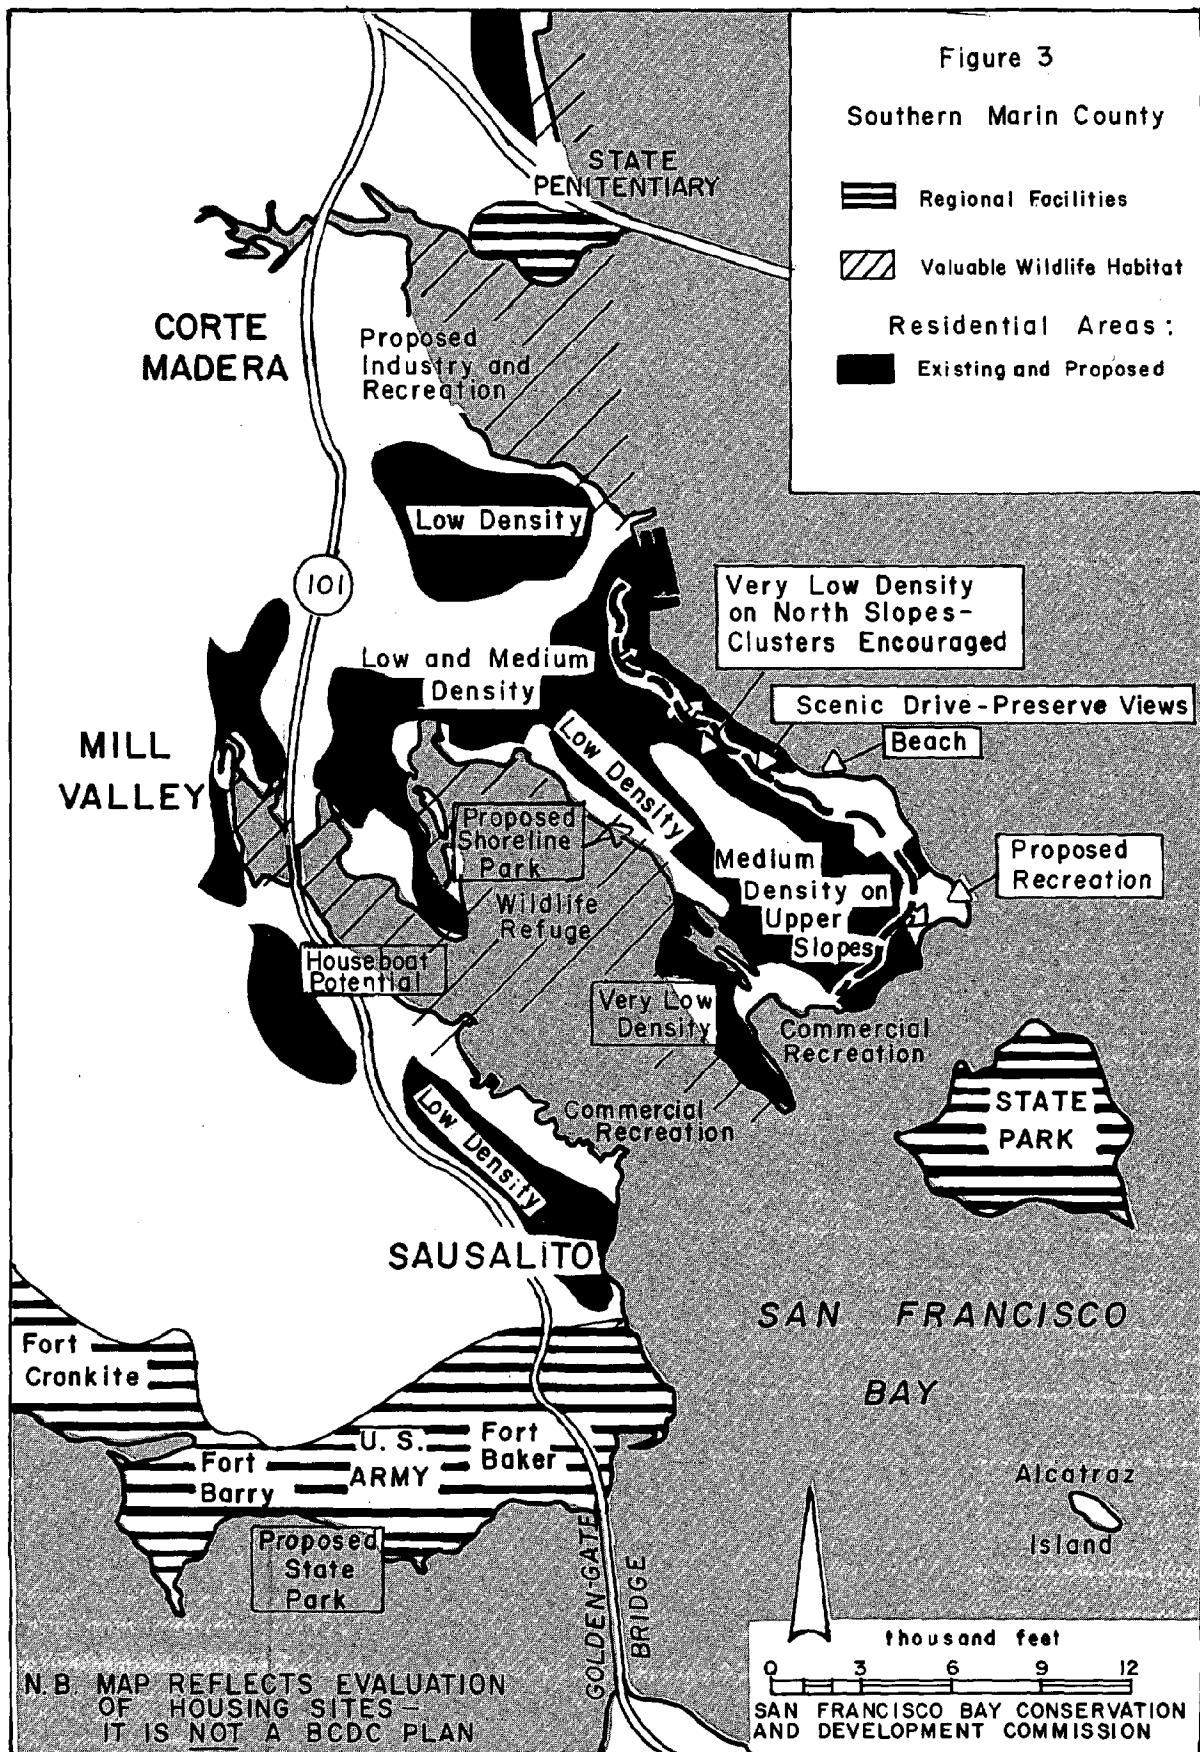 Figure 3
Southern Marin County
Regional Facilities
Valuable Wildlife Habitat
Residential Areas:
Existing and Proposed
STATE
PENITENTIARY
CORTE
MADERA
Proposed
Industry and
Recreation
Low Density
101
Very Low Density
on North Slopes-
Clusters Encouraged
Low and Medium
Density
Scenic Drive-Preserve Views
Beach
MILL
VALLEY
Low Density
Proposed
Shoreline
Park
Medium
Density on
Upper
Slopes
Proposed
Recreation
Wildlife
Refuge
Houseboat
Potential
Very Low
Density
Commercial
Recreation
Commercial
Recreation
STATE
PARK
Low Density
SAUSALITO
SAN FRANCISCO
BAY
Fort
Cronkite
U. S.
ARMY
Fort
Baker
Fort
Barry
Alcatraz
Island
Proposed
State
Park
GOLDEN-GATE
BRIDGE
thousand feet
0 3 6 9 12
SAN FRANCISCO BAY CONSERVATION
AND DEVELOPMENT COMMISSION
N.B. MAP REFLECTS EVALUATION
OF HOUSING SITES-
IT IS NOT A BCDC PLAN